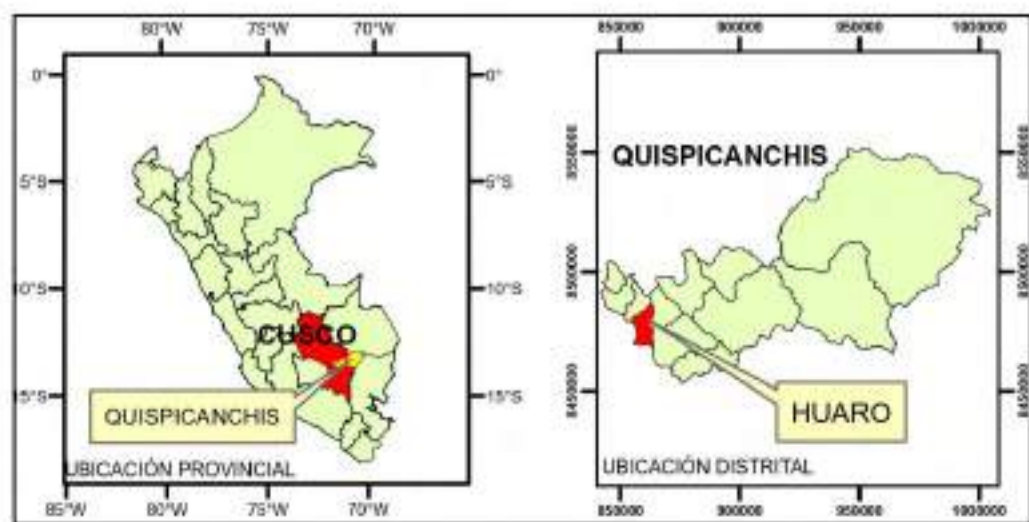 80°W 75°W 70°W
0° 0°
5°S 5°S
10°S 10°S
CUSCO
15°S 15°S
QUISPICANCHIS
UBICACIÓN PROVINCIAL
85°W 80°W 75°W 70°W
850000 900000 950000 1000000
8550000 8550000
QUISPICANCHIS
8500000 8500000
8450000 8450000
HUARO
UBICACIÓN DISTRITAL
850000 900000 950000 1000000